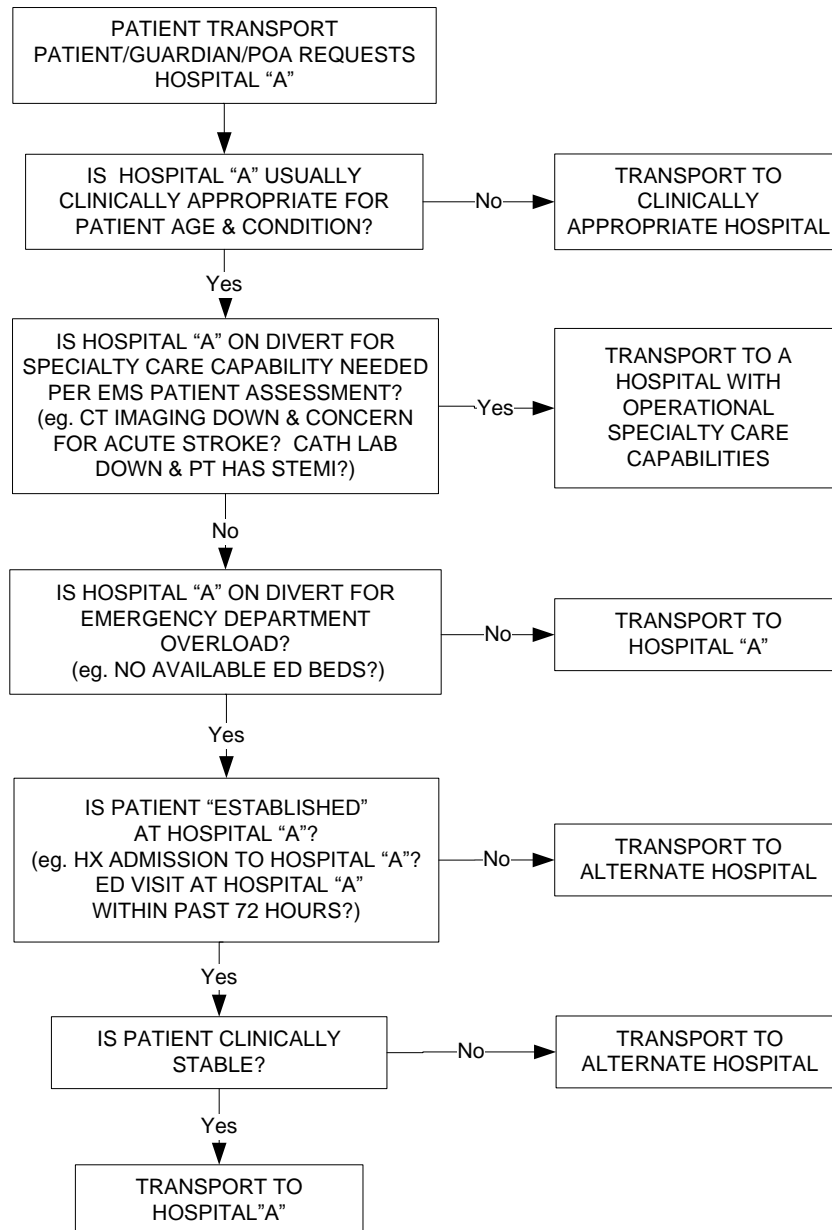 PATIENT TRANSPORT
PATIENT/GUARDIAN/POA REQUESTS
HOSPITAL “A”
IS HOSPITAL “A” USUALLY
CLINICALLY APPROPRIATE FOR
PATIENT AGE & CONDITION?
No
TRANSPORT TO
CLINICALLY
APPROPRIATE HOSPITAL
Yes
IS HOSPITAL “A” ON DIVERT FOR
SPECIALTY CARE CAPABILITY NEEDED
PER EMS PATIENT ASSESSMENT?
(eg. CT IMAGING DOWN & CONCERN
FOR ACUTE STROKE? CATH LAB
DOWN & PT HAS STEMI?)
Yes
TRANSPORT TO A
HOSPITAL WITH
OPERATIONAL
SPECIALTY CARE
CAPABILITIES
No
IS HOSPITAL “A” ON DIVERT FOR
EMERGENCY DEPARTMENT
OVERLOAD?
(eg. NO AVAILABLE ED BEDS?)
No
TRANSPORT TO
HOSPITAL “A”
Yes
IS PATIENT “ESTABLISHED”
AT HOSPITAL “A”?
(eg. HX ADMISSION TO HOSPITAL “A”?
ED VISIT AT HOSPITAL “A”
WITHIN PAST 72 HOURS?)
No
TRANSPORT TO
ALTERNATE HOSPITAL
Yes
IS PATIENT CLINICALLY
STABLE?
No
TRANSPORT TO
ALTERNATE HOSPITAL
Yes
TRANSPORT TO
HOSPITAL”A”